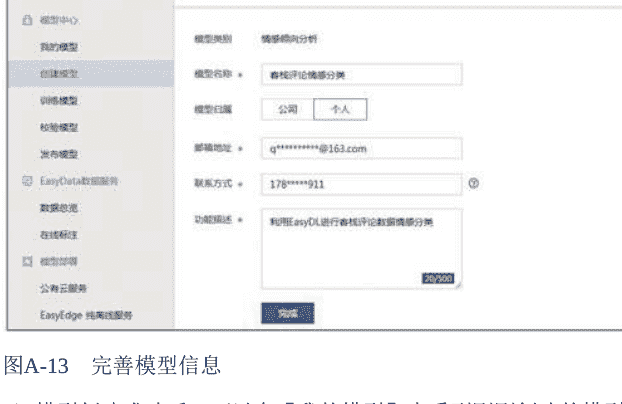 模型中心
我的模型
创建模型
训练模型
校验模型
发布模型
EasyData数据服务
数据总览
在线标注
模型部署
公有云服务
EasyEdge 纯离线服务
模型类别 情感倾向分析
模型名称 * 客栈评论情感分类
模型归属 公司 个人
邮箱地址 * q**********@163.com
联系方式 * 178*****911
功能描述 * 利用EasyDL进行客栈评论数据情感分类
20/500
完成
图A-13 完善模型信息